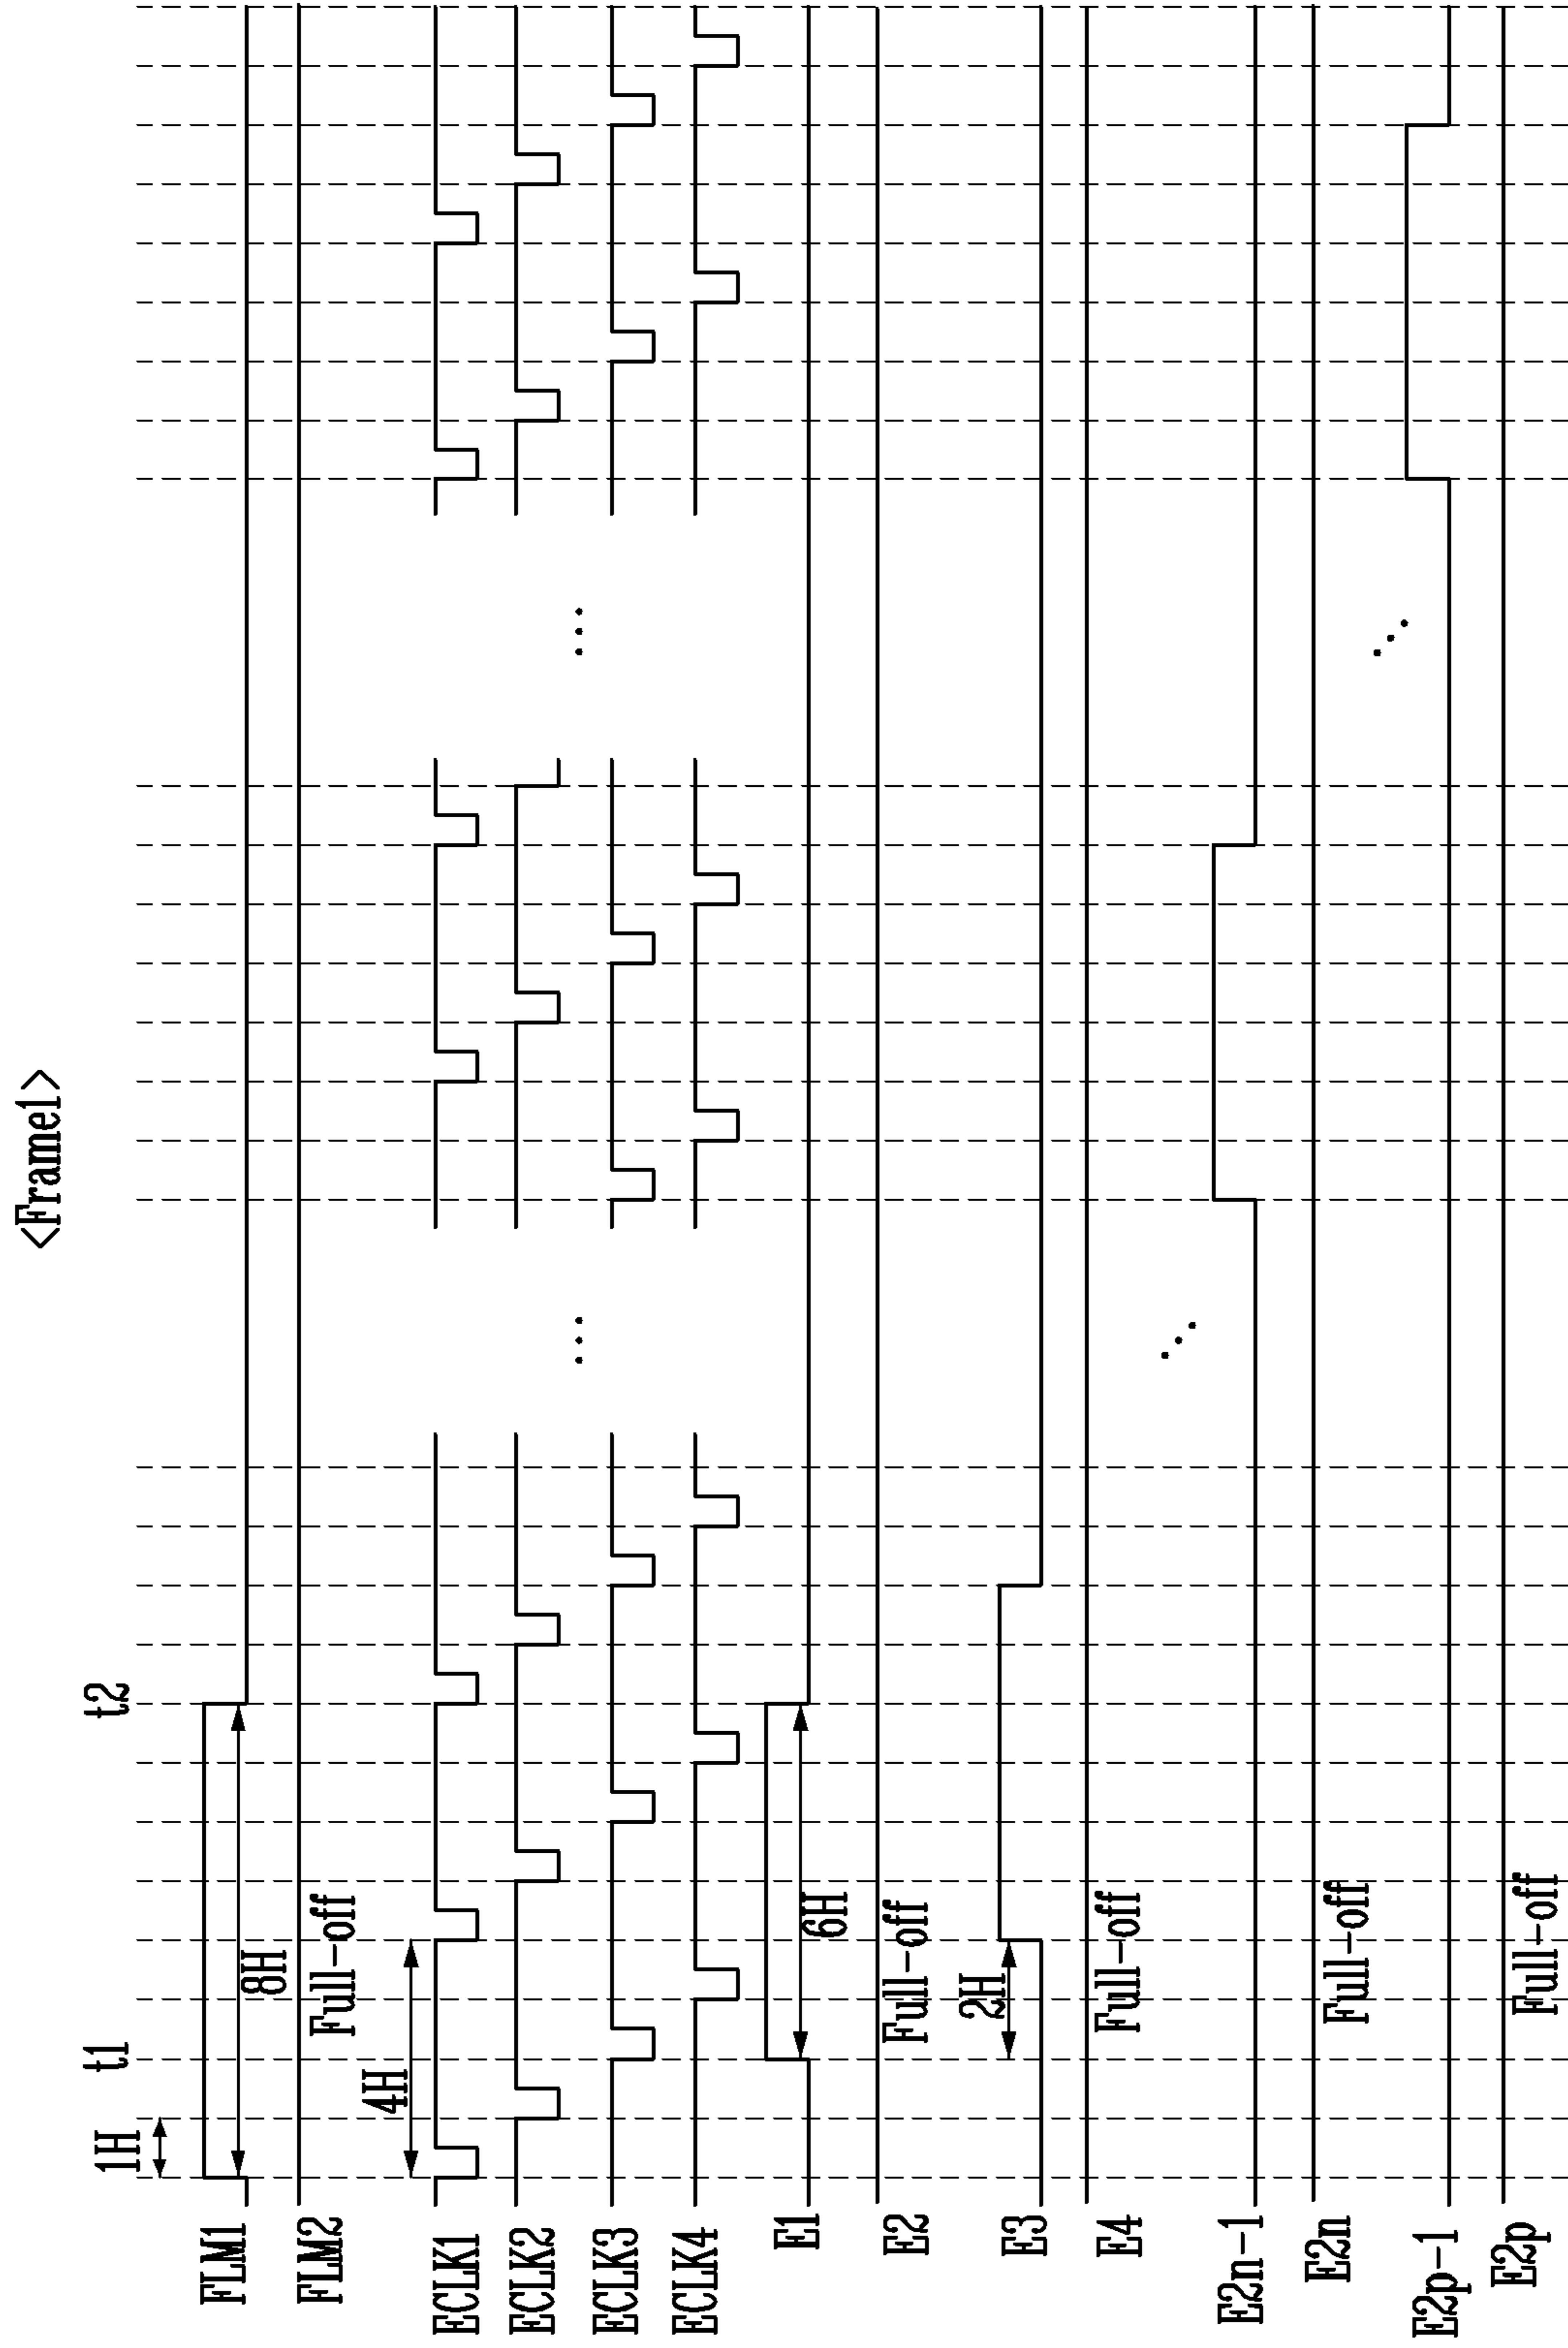 <Frame1>
t1
t2
1H
FLM1
8H
FLM2
Full-off
4H
ECLK1
ECLK2
...
...
ECLK3
ECLK4
E1
6H
E2
Full-off
2H
E3
E4
Full-off
...
E2n-1
E2n
Full-off
...
E2p-1
E2p
Full-off